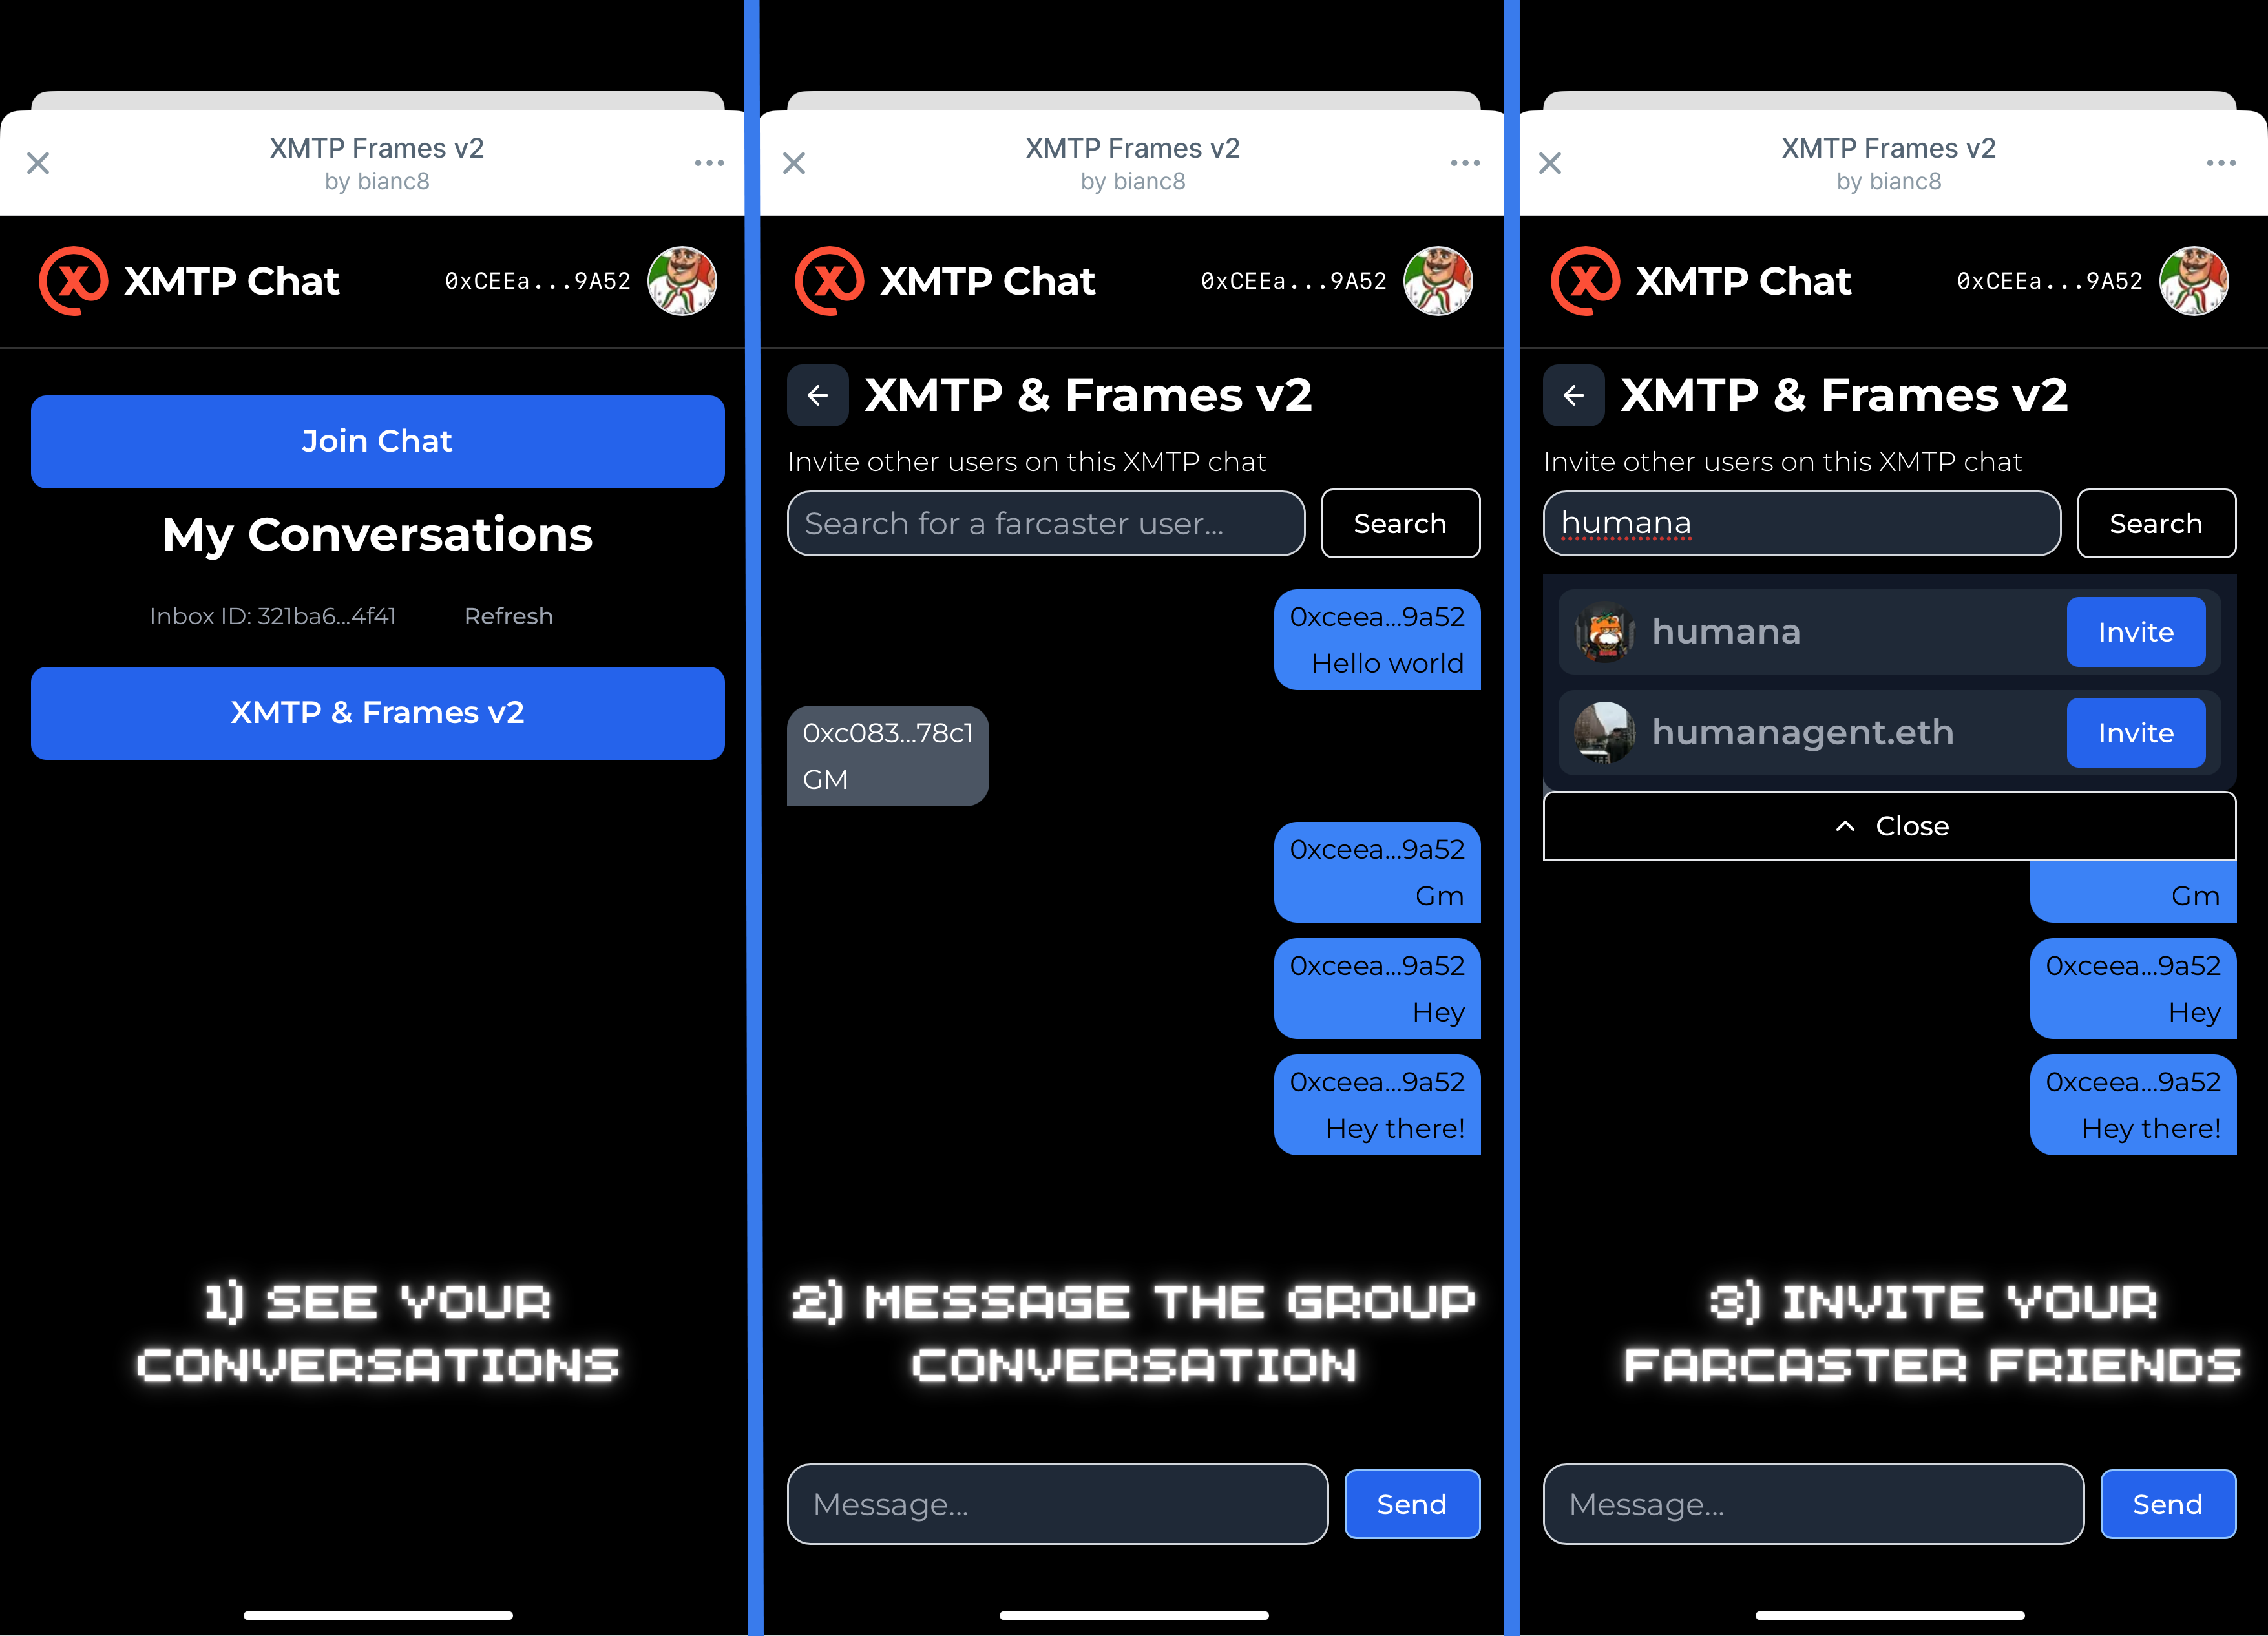 XMTP Frames v2
by bianc8
XMTP Chat
0xCEEa...9A52
Join Chat
My Conversations
Inbox ID: 321ba6...4f41
Refresh
XMTP & Frames v2
1) SEE YOUR
CONVERSATIONS
XMTP Frames v2
by bianc8
XMTP Chat
0xCEEa...9A52
XMTP & Frames v2
Invite other users on this XMTP chat
Search for a farcaster user...
Search
0xceea...9a52
Hello world
0xc083...78c1
GM
0xceea...9a52
Gm
0xceea...9a52
Hey
0xceea...9a52
Hey there!
2) MESSAGE THE GROUP
CONVERSATION
Message...
Send
XMTP Frames v2
by bianc8
XMTP Chat
0xCEEa...9A52
XMTP & Frames v2
Invite other users on this XMTP chat
humana
Search
humana
Invite
humanagent.eth
Invite
Close
Gm
0xceea...9a52
Hey
0xceea...9a52
Hey there!
3) INVITE YOUR
FARCASTER FRIENDS
Message...
Send